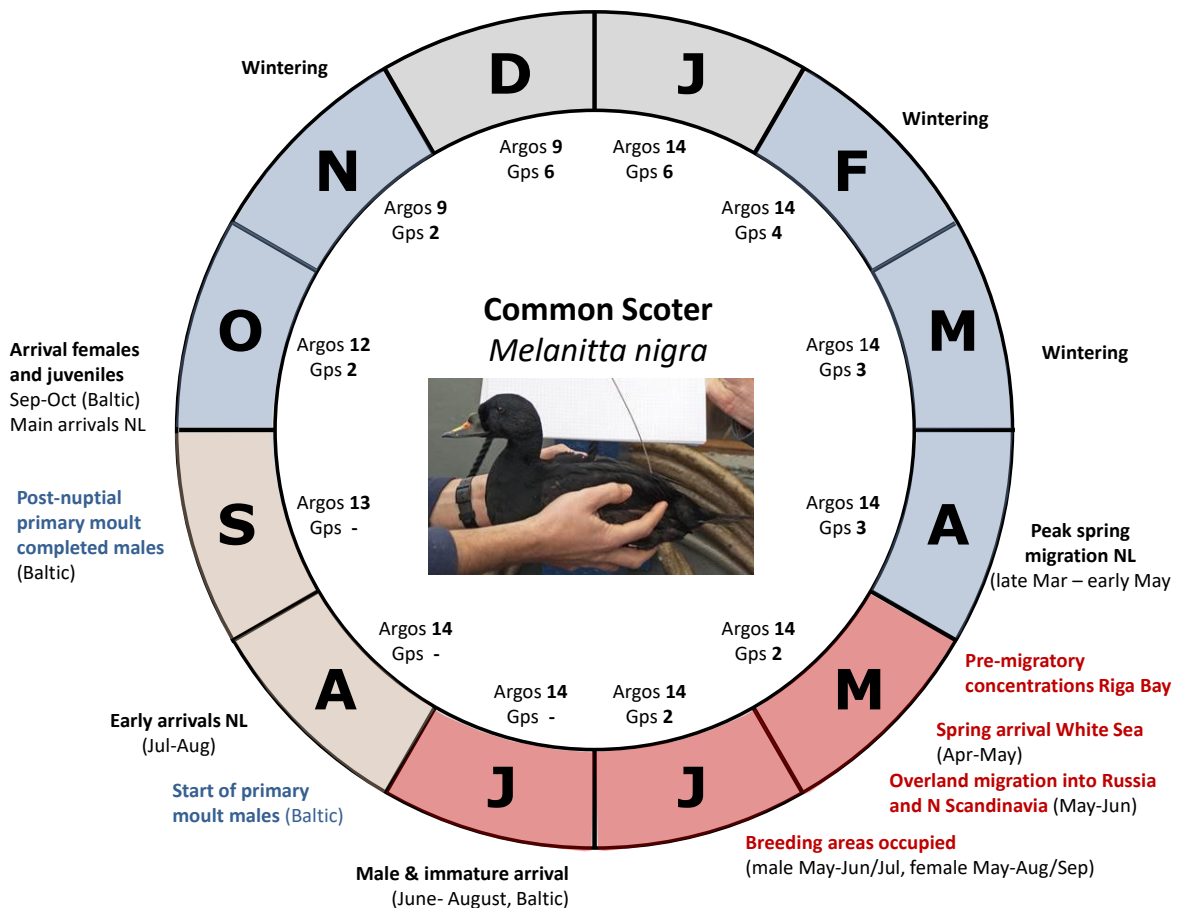 D
J
F
M
A
M
J
J
A
S
O
N
Wintering
Wintering
Wintering
Peak spring
migration NL
(late Mar – early May
Pre-migratory
concentrations Riga Bay
Spring arrival White Sea
(Apr-May)
Overland migration into Russia
and N Scandinavia (May-Jun)
Breeding areas occupied
(male May-Jun/Jul, female May-Aug/Sep)
Male & immature arrival
(June- August, Baltic)
Start of primary
moult males (Baltic)
Early arrivals NL
(Jul-Aug)
Post-nuptial
primary moult
completed males
(Baltic)
Arrival females
and juveniles
Sep-Oct (Baltic)
Main arrivals NL
Argos 9
Gps 6
Argos 14
Gps 6
Argos 14
Gps 4
Argos 14
Gps 3
Argos 14
Gps 3
Argos 14
Gps 2
Argos 14
Gps 2
Argos 14
Gps -
Argos 14
Gps -
Argos 13
Gps -
Argos 12
Gps 2
Argos 9
Gps 2
Common Scoter
Melanitta nigra